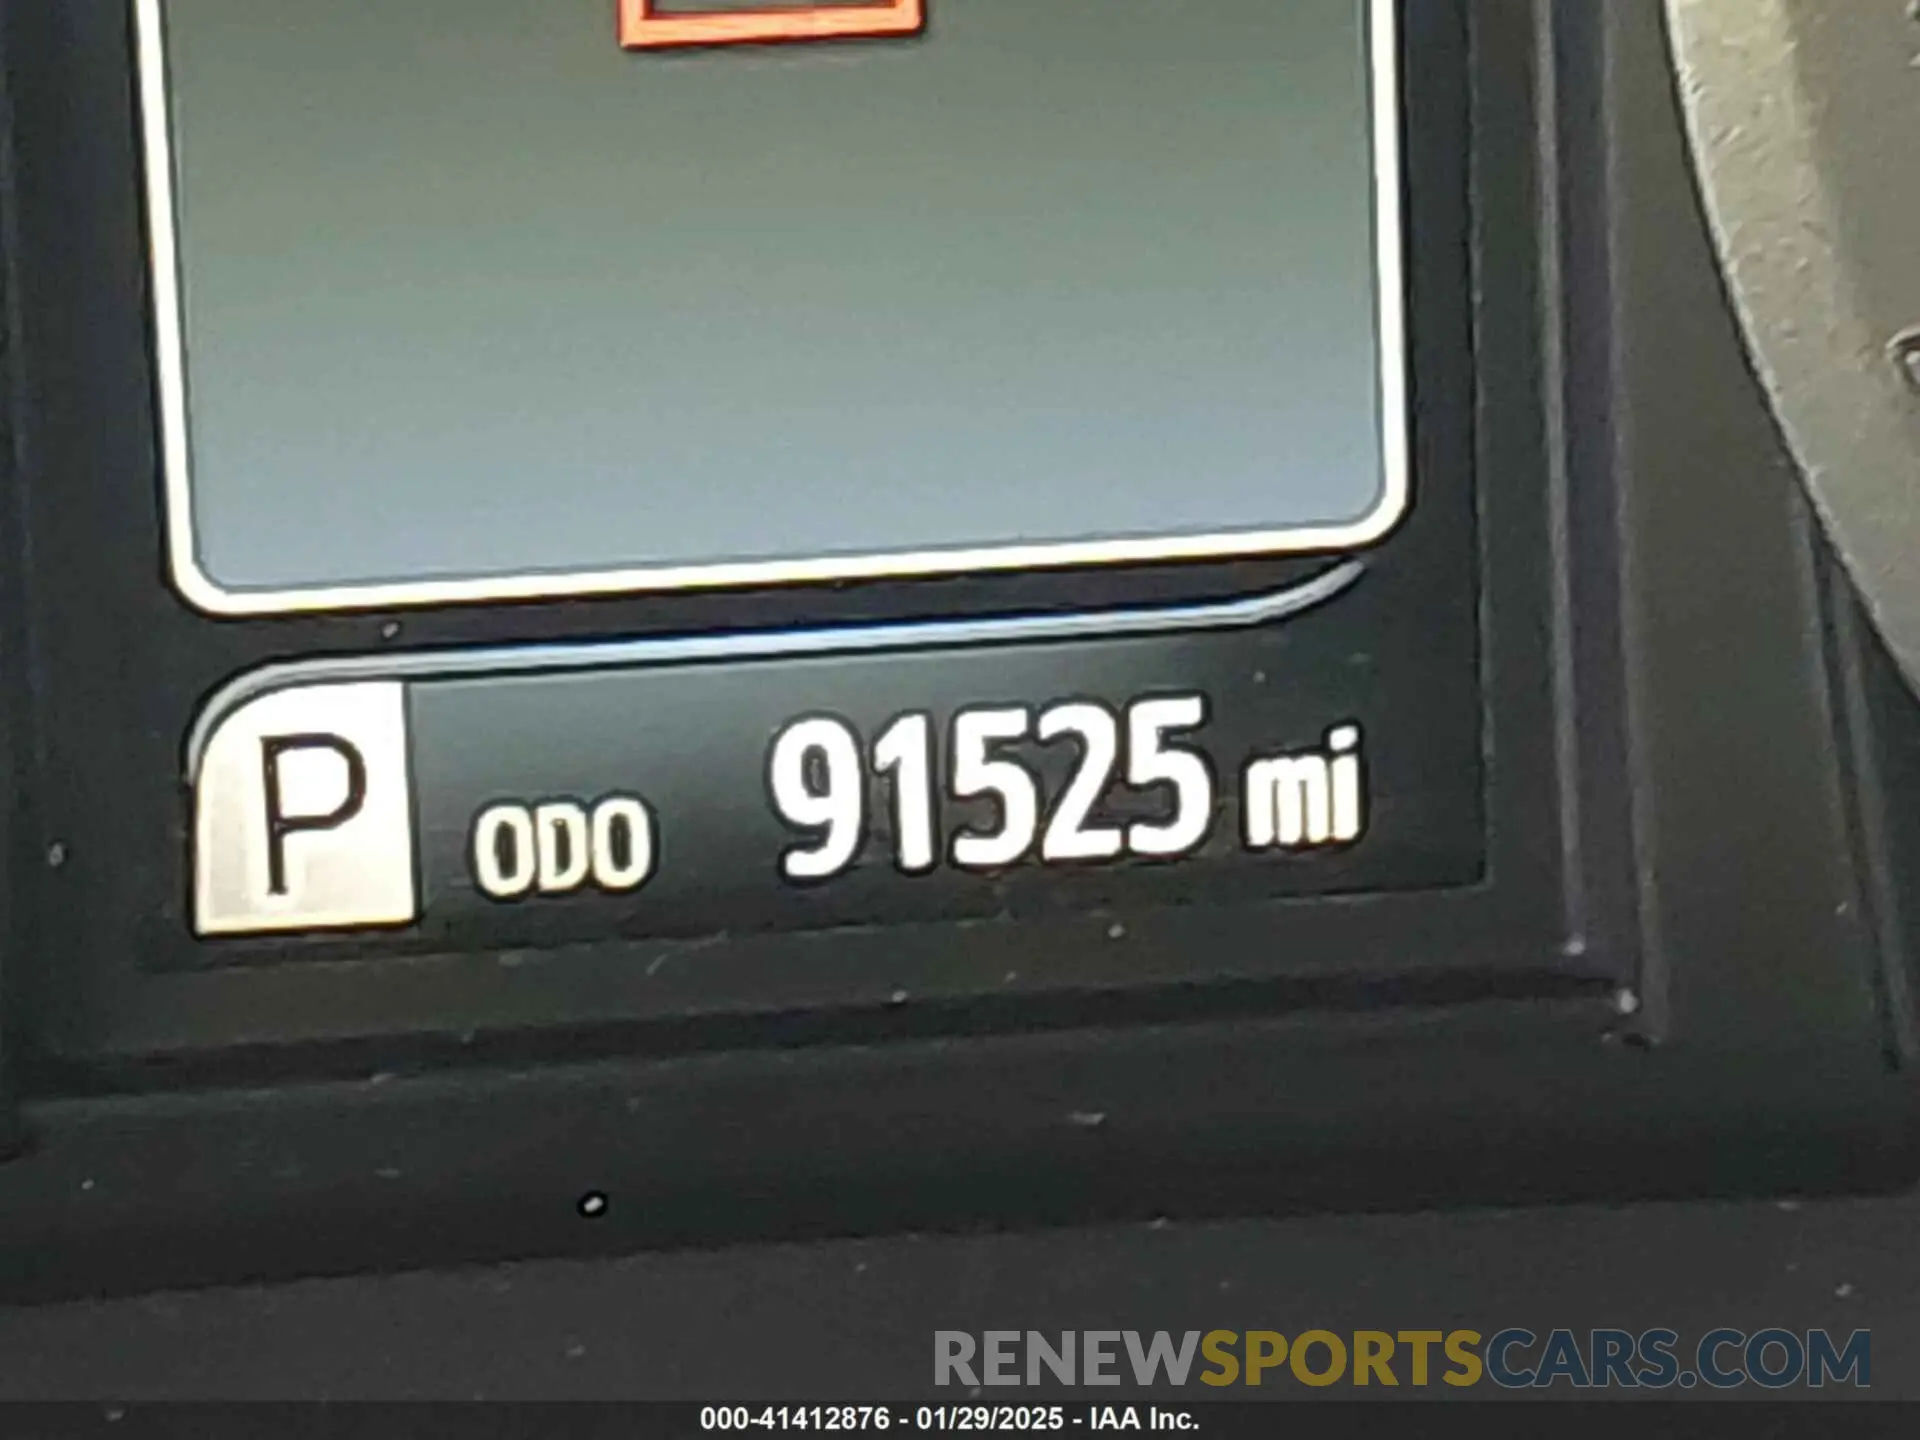 P ODO 91525 mi
RENEWSPORTSCARS.COM
000-41412876 - 01/29/2025 - IAA Inc.